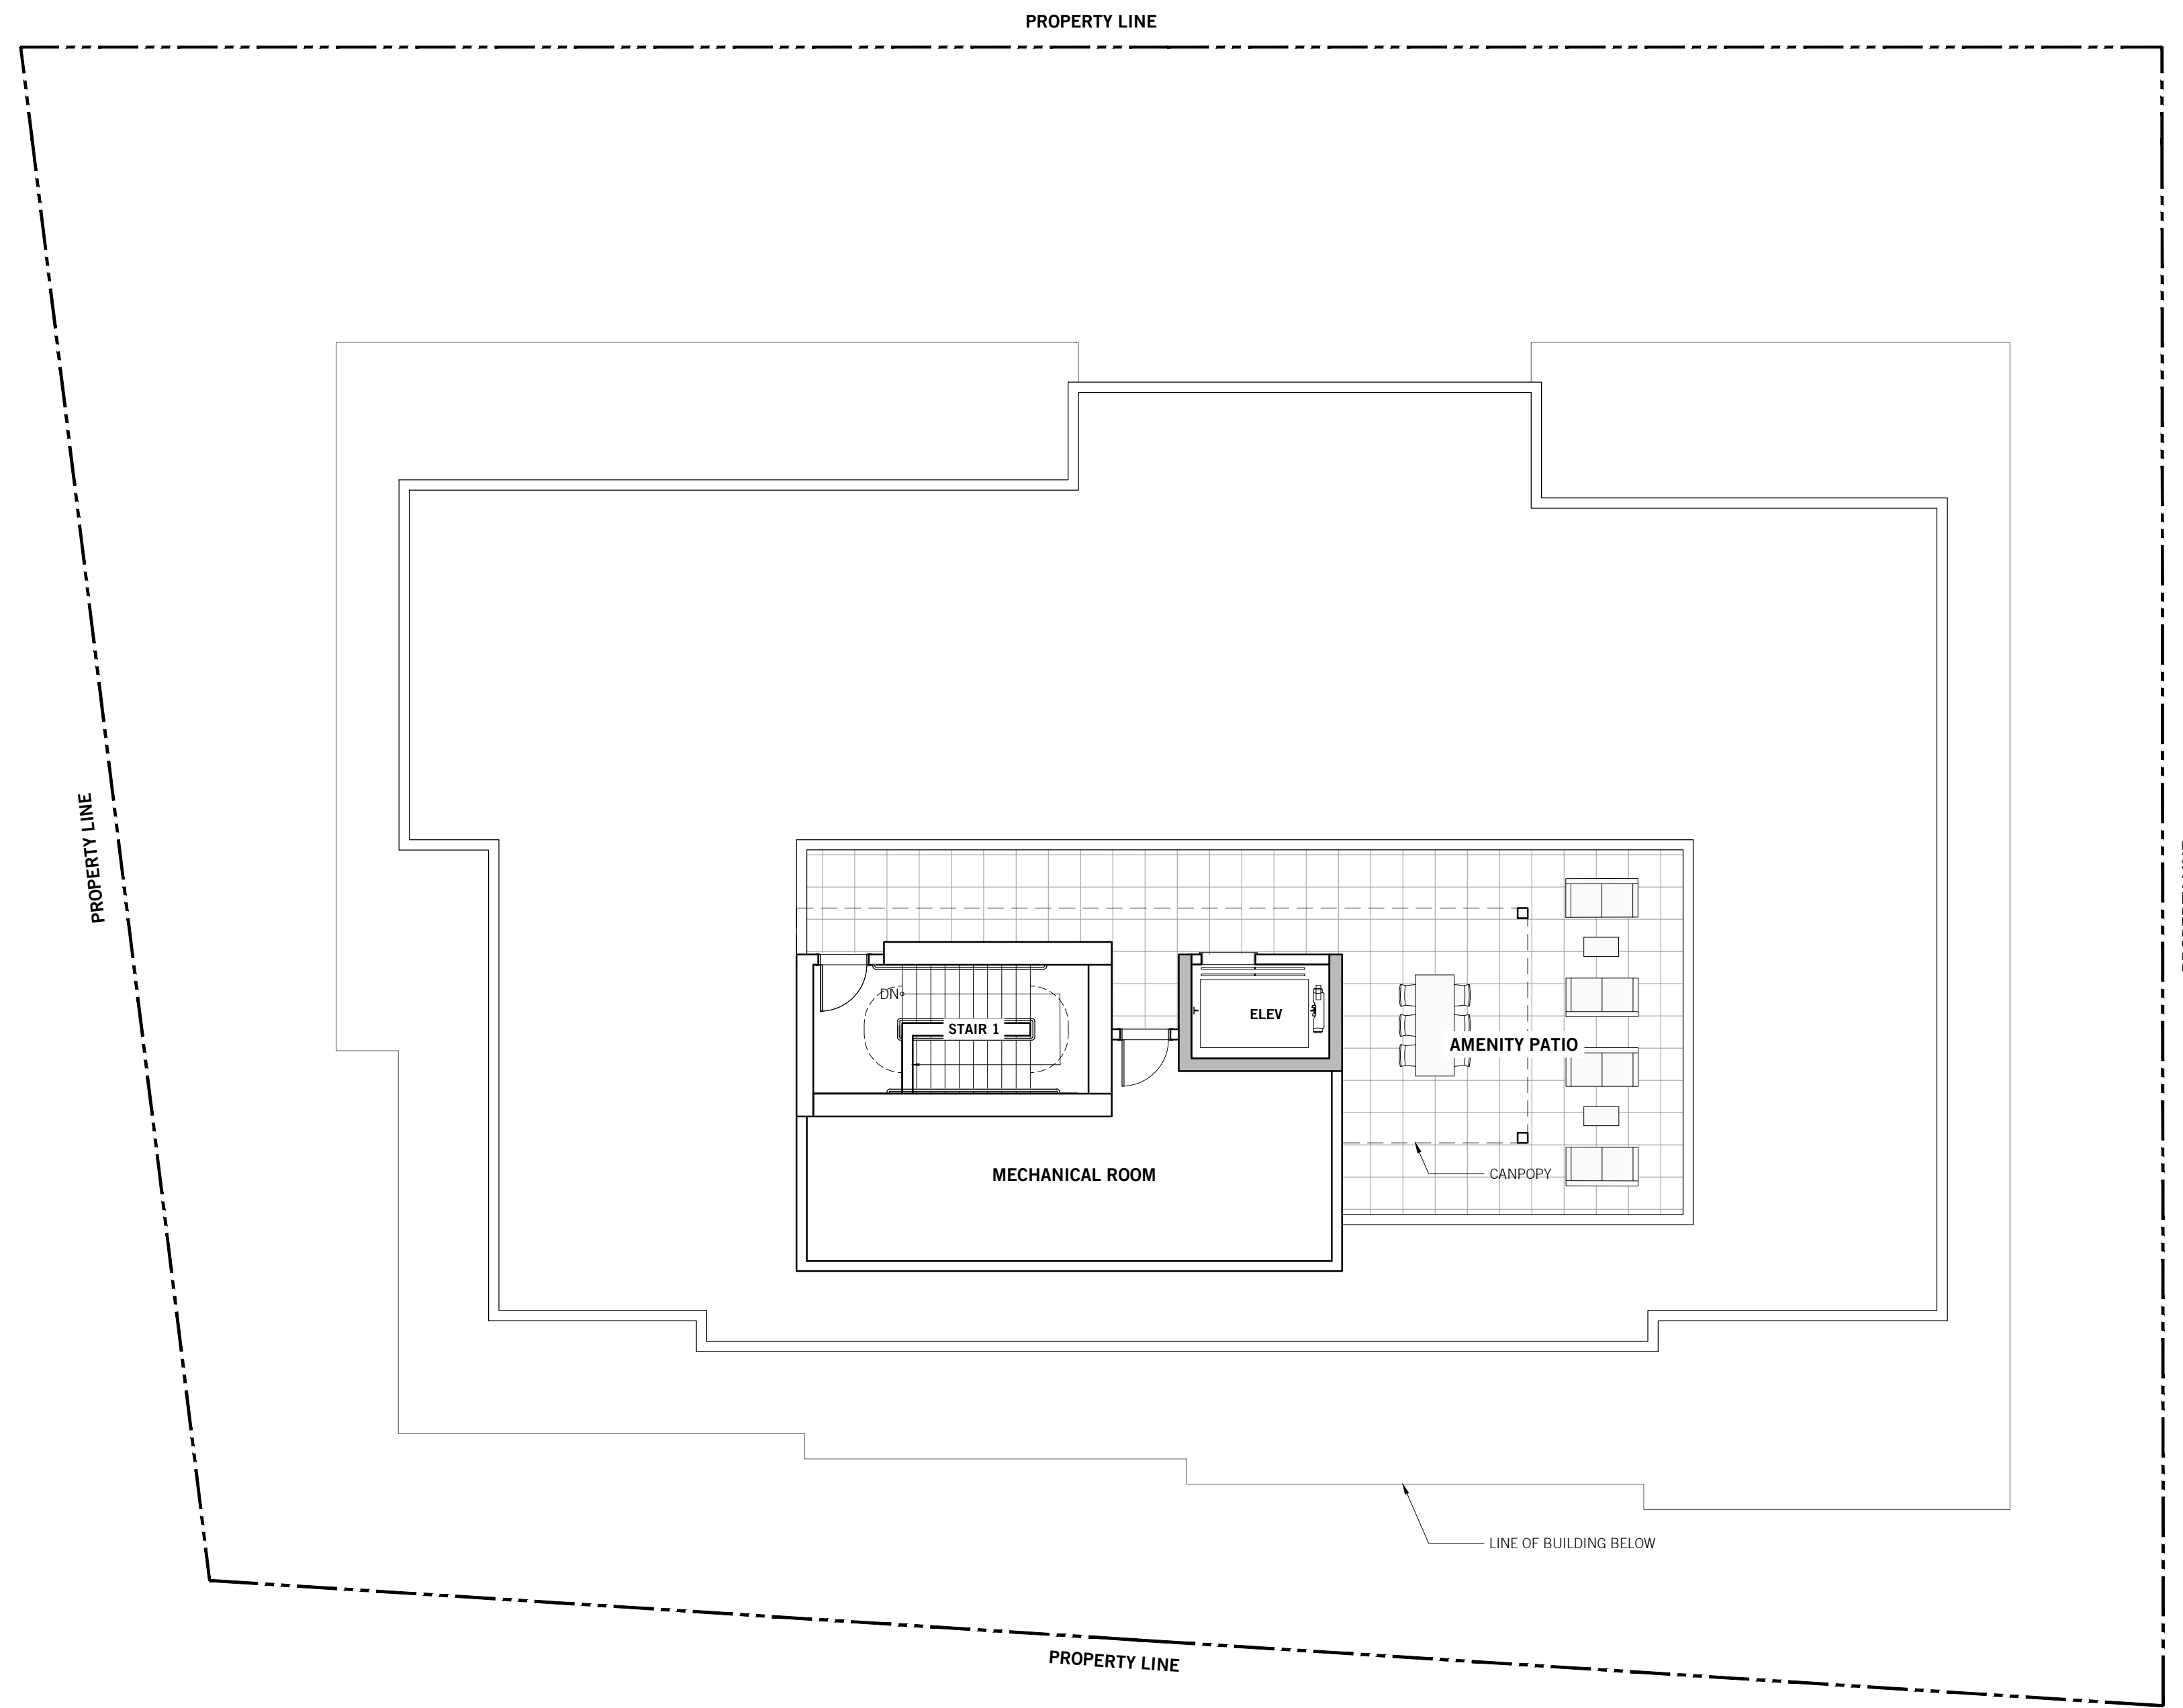 PROPERTY LINE
PROPERTY LINE
DN
STAIR 1
ELEV
AMENITY PATIO
MECHANICAL ROOM
CANPOPY
LINE OF BUILDING BELOW
PROPERTY LINE